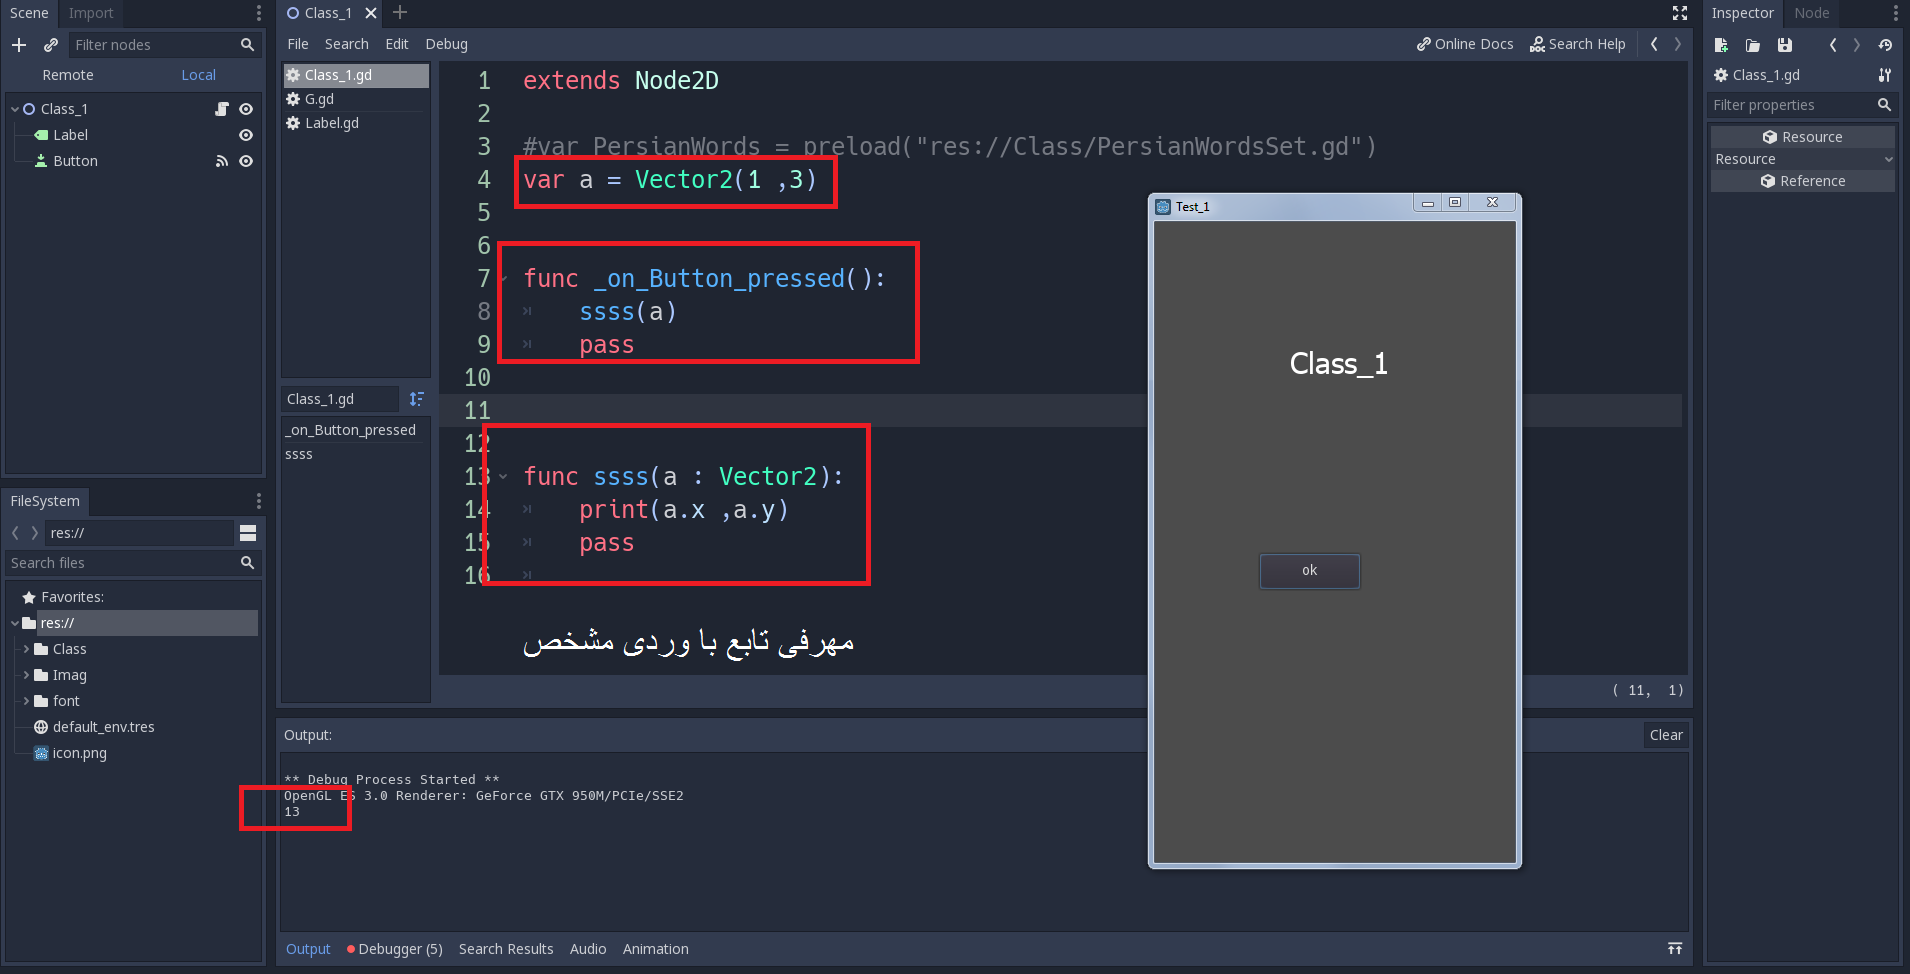 Scene Import
Filter nodes
Remote Local
Class_1
Label
Button
FileSystem
res://
Search files
Favorites:
res://
Class
Imag
font
default_env.tres
icon.png
Class_1
File Search Edit Debug
Online Docs Search Help
Class_1.gd
G.gd
Label.gd
Class_1.gd
_on_Button_pressed
ssss
1 extends Node2D
2
3 #var PersianWords = preload("res://Class/PersianWordsSet.gd")
4 var a = Vector2(1 ,3)
5
6
7 func _on_Button_pressed():
8 ssss(a)
9 pass
10
11
12
13 func ssss(a : Vector2):
14 print(a.x ,a.y)
15 pass
16
مهرفی تابع با وردی مشخص
( 11, 1)
Test_1
Class_1
ok
Output:
Clear
** Debug Process Started **
OpenGL ES 3.0 Renderer: GeForce GTX 950M/PCIe/SSE2
13
Output Debugger (5) Search Results Audio Animation
Inspector Node
Class_1.gd
Filter properties
Resource
Resource
Reference